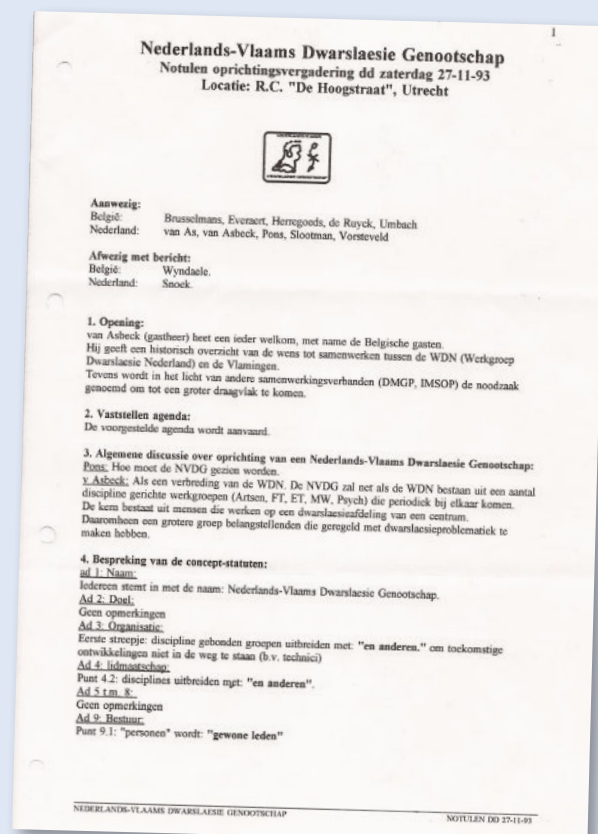 1
Nederlands-Vlaams Dwarslaesie Genootschap
Notulen oprichtingsvergadering dd zaterdag 27-11-93
Locatie: R.C. "De Hoogstraat", Utrecht
Aanwezig:
België: Brusselmans, Everaert, Herregoeds, de Ruyck, Umbach
Nederland: van As, van Asbeck, Pons, Slootman, Vorsteveld
Afwezig met bericht:
België: Wyndaele.
Nederland: Snoek.
1. Opening:
van Asbeck (gastheer) heet een ieder welkom, met name de Belgische gasten.
Hij geeft een historisch overzicht van de wens tot samenwerken tussen de WDN (Werkgroep
Dwarslaesie Nederland) en de Vlamingen.
Tevens wordt in het licht van andere samenwerkingsverbanden (DMGP, IMSOP) de noodzaak
genoemd om tot een groter draagvlak te komen.
2. Vaststellen agenda:
De voorgestelde agenda wordt aanvaard.
3. Algemene discussie over oprichting van een Nederlands-Vlaams Dwarslaesie Genootschap:
Pons: Hoe moet de NVDG gezien worden.
v Asbeck: Als een verbreding van de WDN. De NVDG zal net als de WDN bestaan uit een aantal
discipline gerichte werkgroepen (Artsen, FT, ET, MW, Psych) die periodiek bij elkaar komen.
De kern bestaat uit mensen die werken op een dwarslaesieafdeling van een centrum.
Daaromheen een grotere groep belangstellenden die geregeld met dwarslaesieproblematiek te
maken hebben.
4. Bespreking van de concept-statuten:
ad 1: Naam:
Iedereen stemt in met de naam: Nederlands-Vlaams Dwarslaesie Genootschap.
Ad 2: Doel:
Geen opmerkingen
Ad 3: Organisatie:
Eerste streepje: discipline gebonden groepen uitbreiden met: "en anderen." om toekomstige
ontwikkelingen niet in de weg te staan (b.v. technici)
Ad 4: lidmaatschap:
Punt 4.2: disciplines uitbreiden met: "en anderen".
Ad 5 t.m. 8:
Geen opmerkingen
Ad 9: Bestuur:
Punt 9.1: "personen" wordt: "gewone leden"
NEDERLANDS-VLAAMS DWARSLAESIE GENOOTSCHAP NOTULEN DD 27-11-93